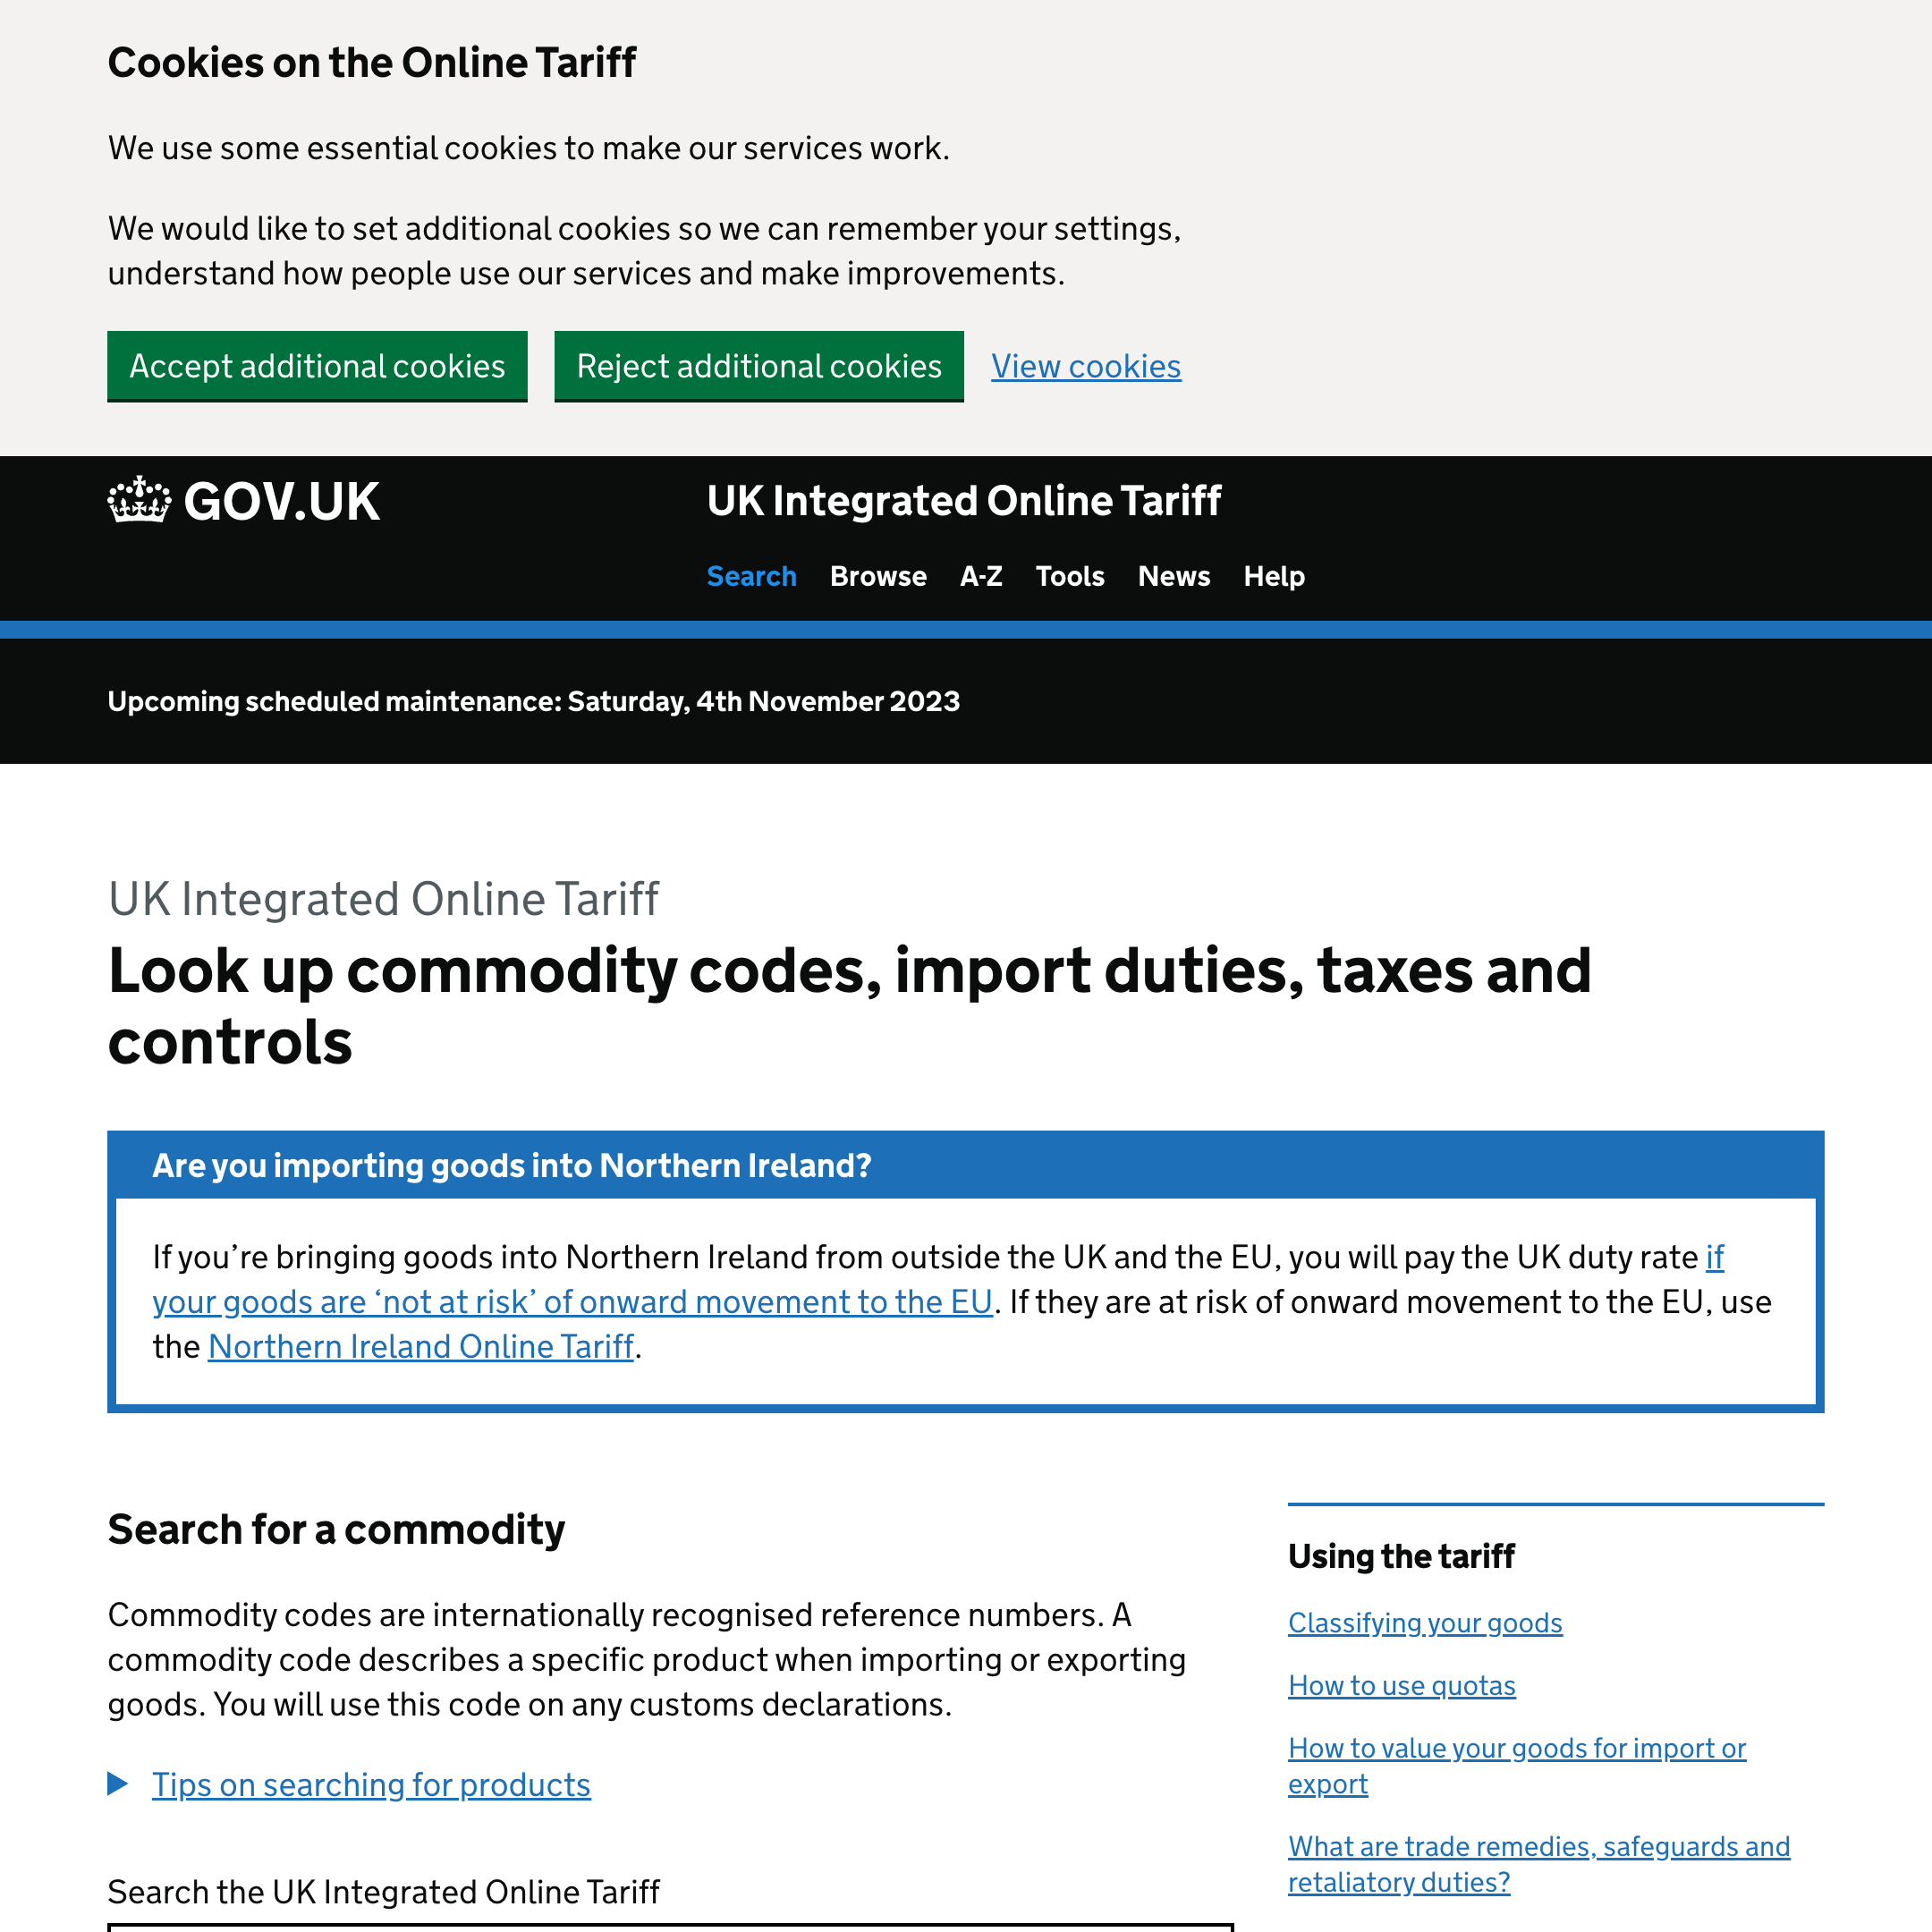 Cookies on the Online Tariff
We use some essential cookies to make our services work.
We would like to set additional cookies so we can remember your settings,
understand how people use our services and make improvements.
Accept additional cookies
Reject additional cookies
View cookies
GOV.UK
UK Integrated Online Tariff
Search
Browse
A-Z
Tools
News
Help
Upcoming scheduled maintenance: Saturday, 4th November 2023
UK Integrated Online Tariff
Look up commodity codes, import duties, taxes and
controls
Are you importing goods into Northern Ireland?
If you’re bringing goods into Northern Ireland from outside the UK and the EU, you will pay the UK duty rate if
your goods are ‘not at risk’ of onward movement to the EU. If they are at risk of onward movement to the EU, use
the Northern Ireland Online Tariff.
Search for a commodity
Commodity codes are internationally recognised reference numbers. A
commodity code describes a specific product when importing or exporting
goods. You will use this code on any customs declarations.
Tips on searching for products
Search the UK Integrated Online Tariff
Using the tariff
Classifying your goods
How to use quotas
How to value your goods for import or
export
What are trade remedies, safeguards and
retaliatory duties?